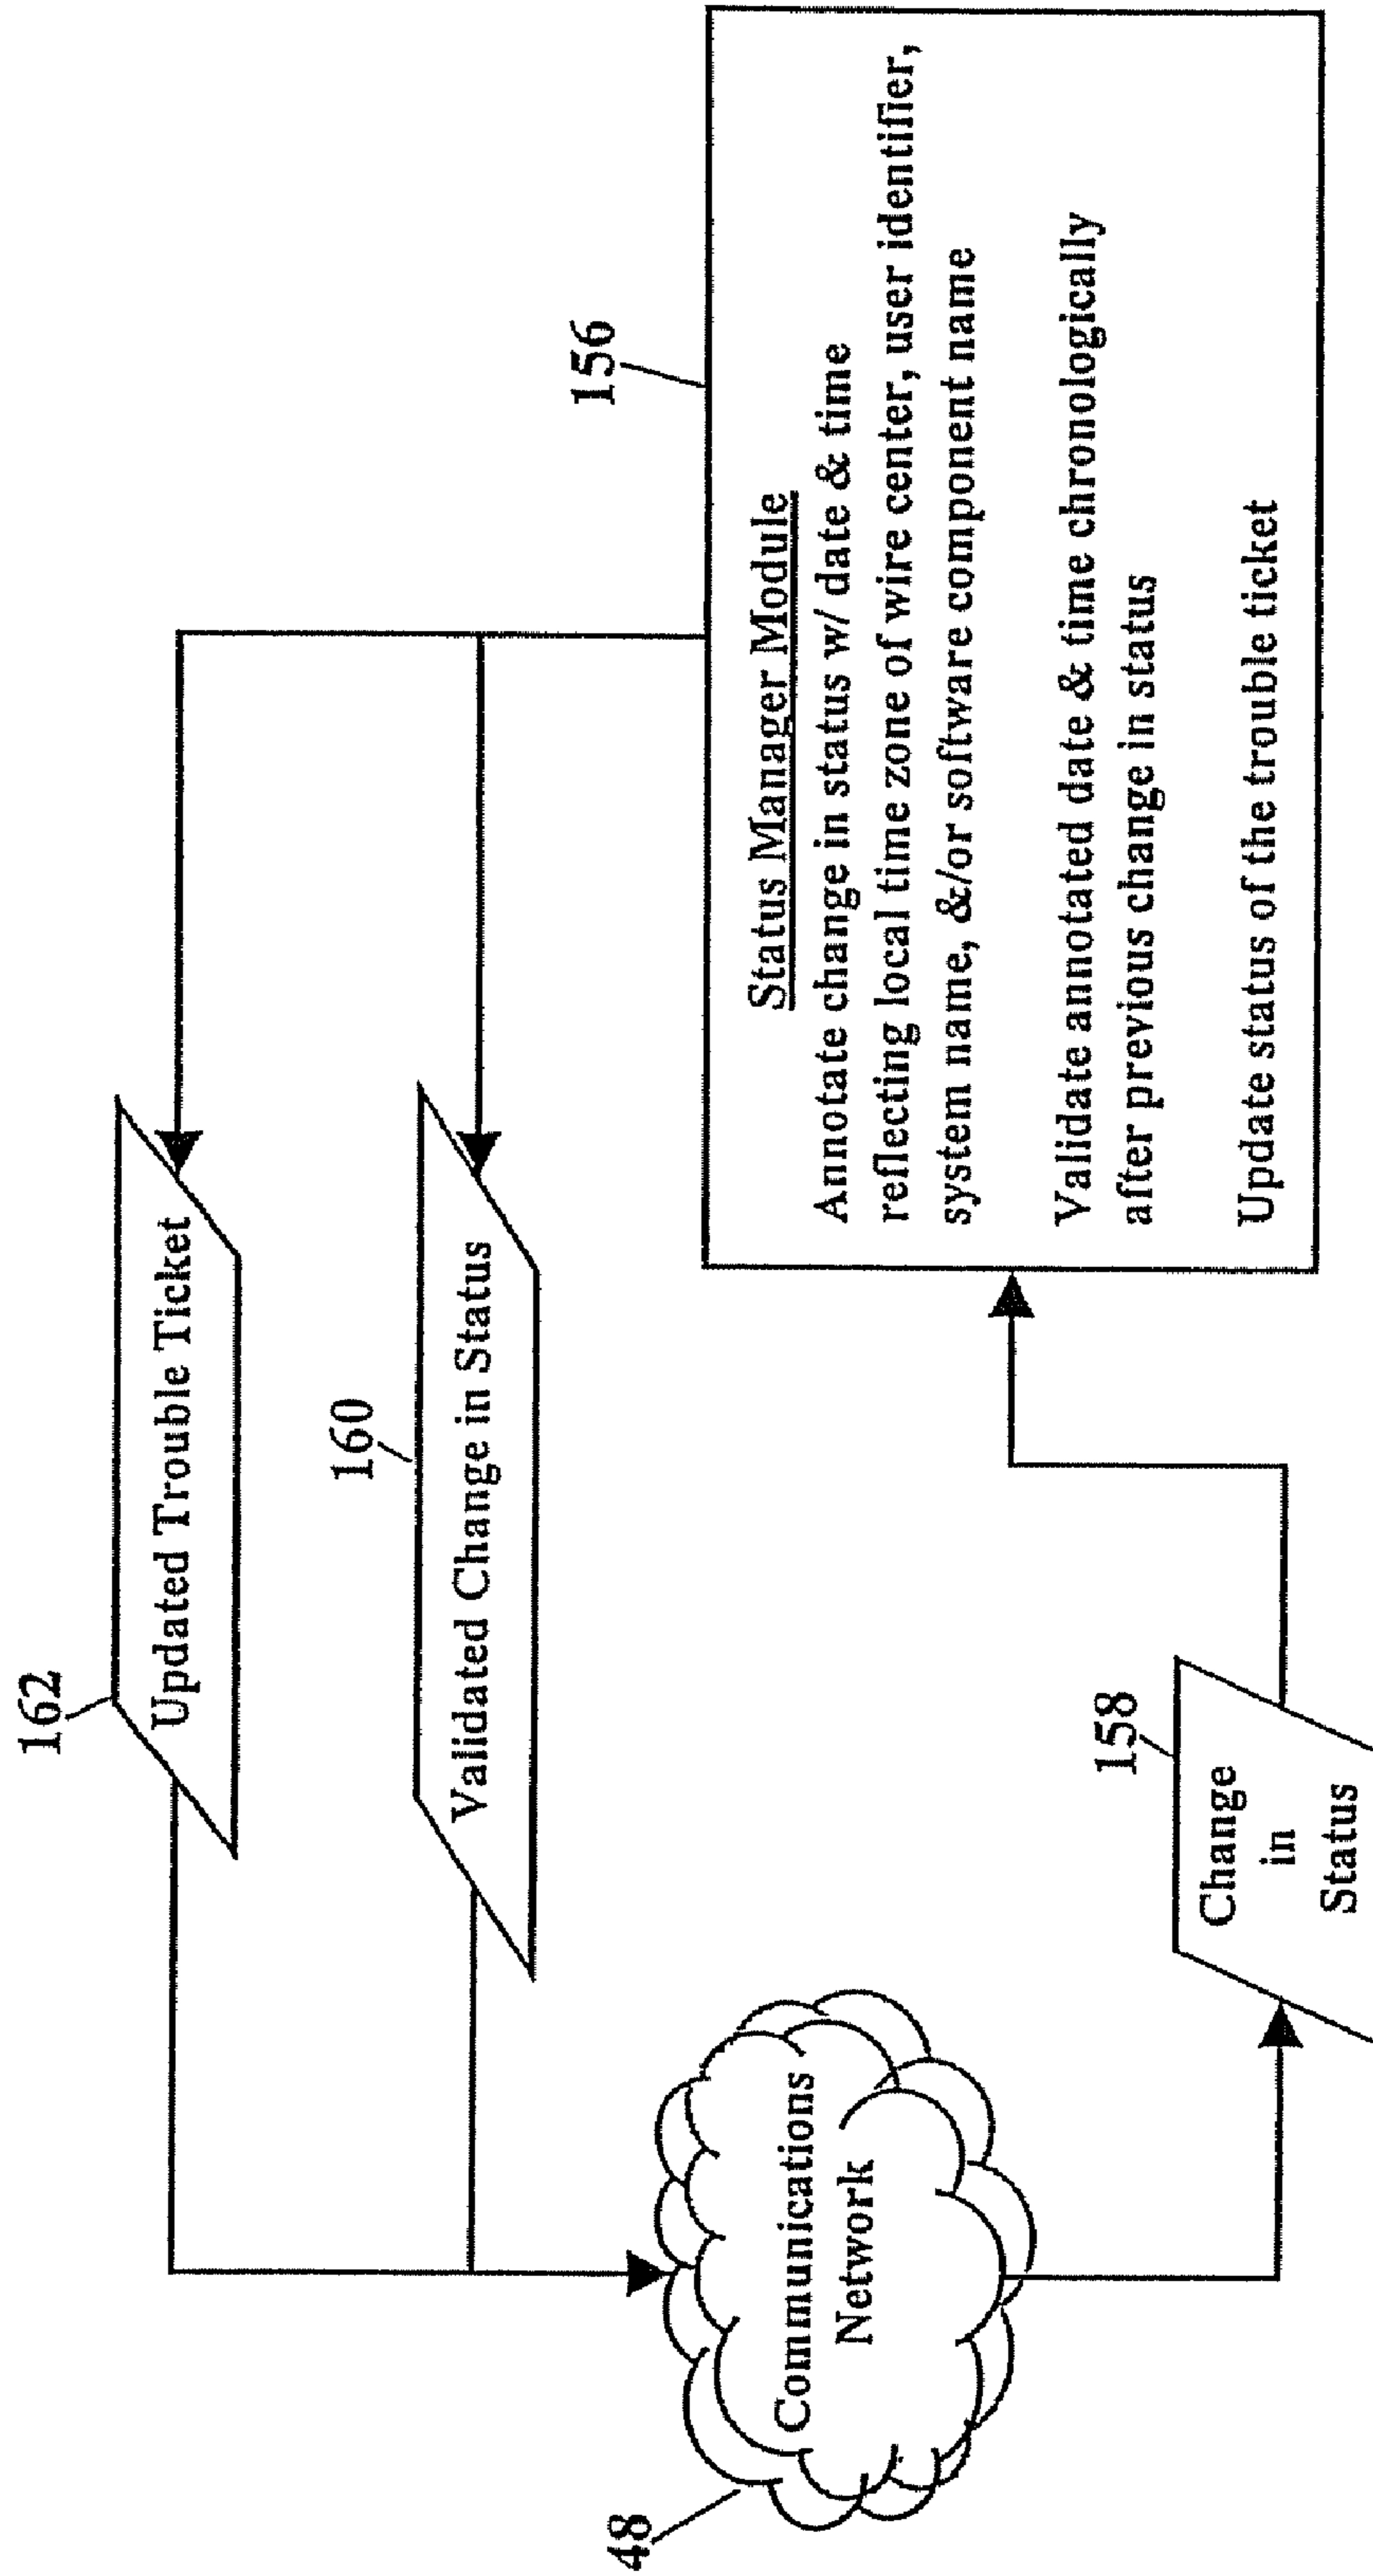 162
Updated Trouble Ticket
160
Validated Change in Status
156
48
Communications
Network
Status Manager Module
Annotate change in status w/ date & time
reflecting local time zone of wire center, user identifier,
system name, &/or software component name
Validate annotated date & time chronologically
after previous change in status
Update status of the trouble ticket
158
Change
in
Status